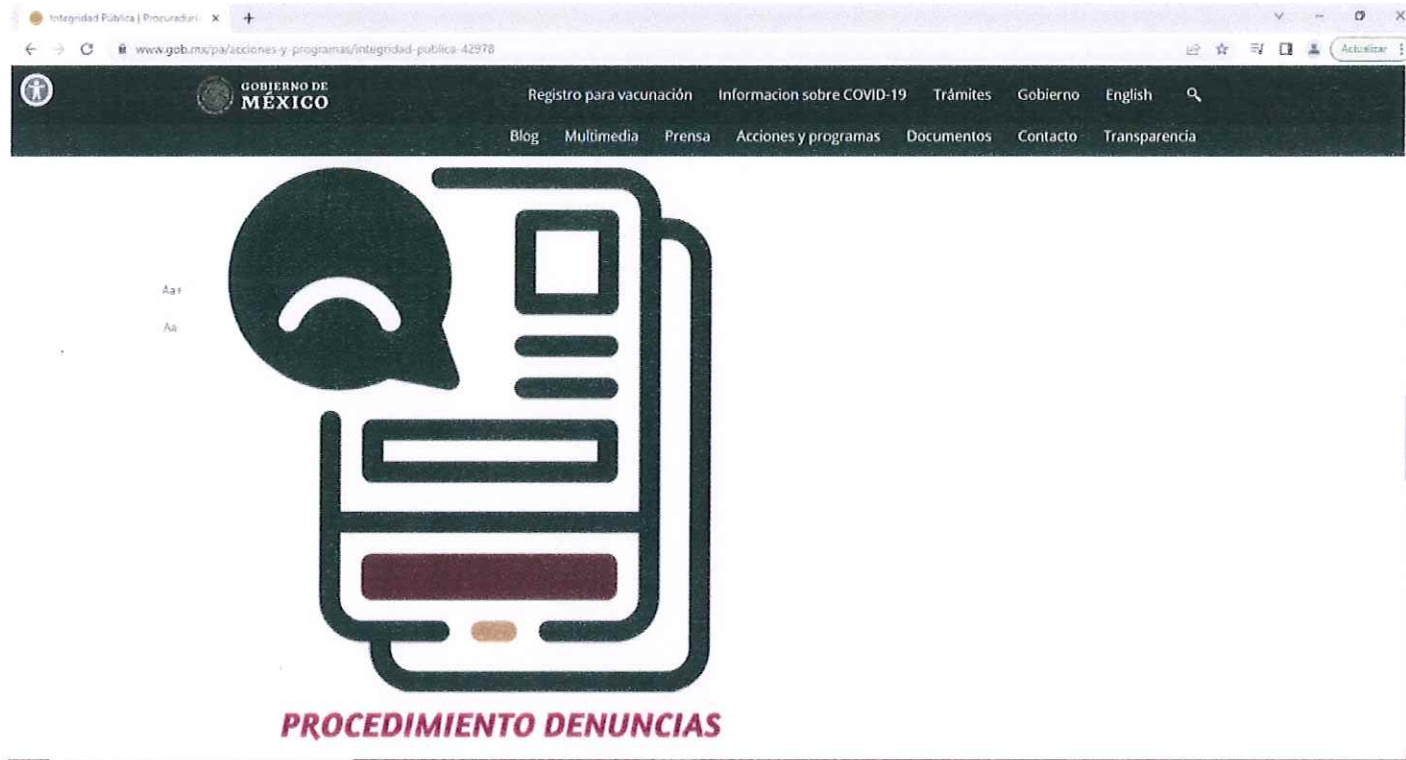 Integridad Pública | Procuradurí
www.gob.mx/pa/acciones-y-programas/integridad-publica-42978
Actualizar
GOBIERNO DE
MÉXICO
Registro para vacunación Informacion sobre COVID-19 Trámites Gobierno English
Blog Multimedia Prensa Acciones y programas Documentos Contacto Transparencia
Aa+
Aa
PROCEDIMIENTO DENUNCIAS